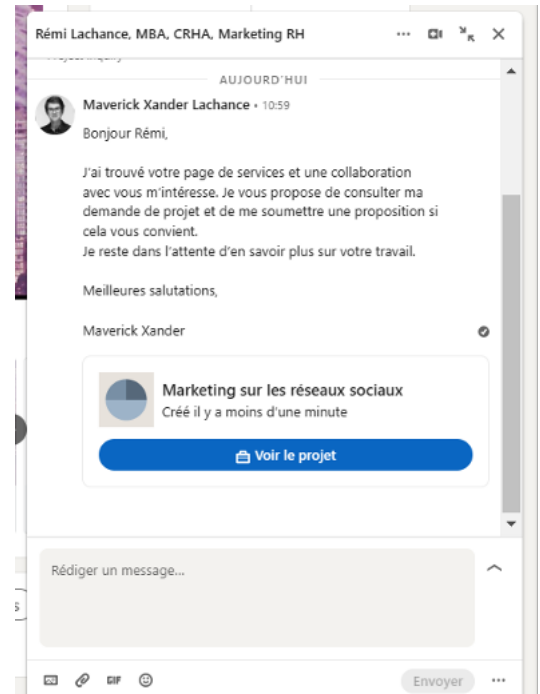 Rémi Lachance, MBA, CRHA, Marketing RH
AUJOURD'HUI
Maverick Xander Lachance • 10:59
Bonjour Rémi,
J'ai trouvé votre page de services et une collaboration
avec vous m'intéresse. Je vous propose de consulter ma
demande de projet et de me soumettre une proposition si
cela vous convient.
Je reste dans l'attente d'en savoir plus sur votre travail.
Meilleures salutations,
Maverick Xander
Marketing sur les réseaux sociaux
Créé il y a moins d'une minute
Voir le projet
Rédiger un message...
s
GIF
Envoyer